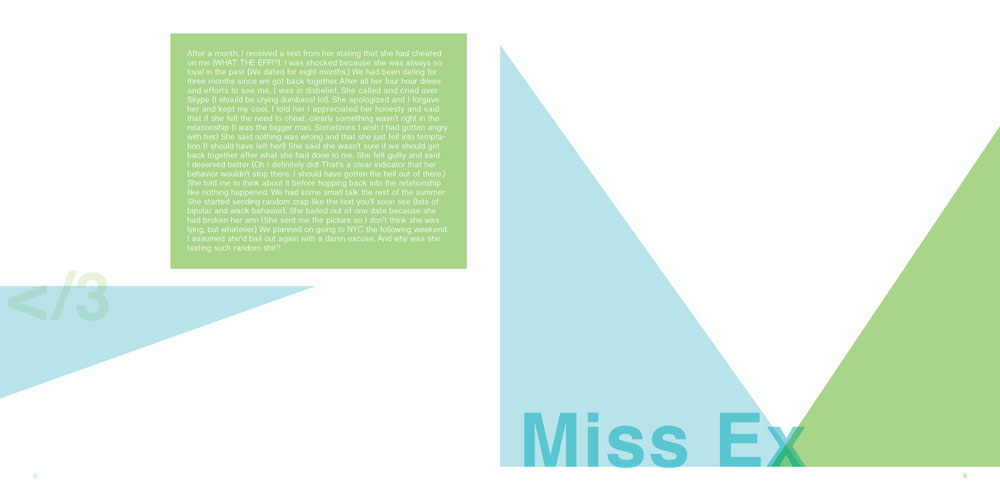 After a month, I received a text from her stating that she had cheated
on me (WHAT THE EFF!?). I was shocked because she was always so
loyal in the past (We dated for eight months.) We had been dating for
three months since we got back together. After all her four hour drives
and efforts to see me, I was in disbelief. She called and cried over
Skype (I should be crying dumbass! lol). She apologized and I forgave
her and kept my cool. I told her I appreciated her honesty and said
that if she felt the need to cheat, clearly something wasn't right in the
relationship (I was the bigger man. Sometimes I wish I had gotten angry
with her.) She said nothing was wrong and that she just fell into tempta-
tion (I should have left her!) She said she wasn't sure if we should get
back together after what she had done to me. She felt guilty and said
I deserved better (Oh I definitely did! That's a clear indicator that her
behavior wouldn't stop there. I should have gotten the hell out of there.)
She told me to think about it before hopping back into the relationship
like nothing happened. We had some small talk the rest of the summer.
She started sending random crap like the text you'll soon see (lots of
bipolar and wack behavior). She bailed out of one date because she
had broken her arm (She sent me the picture so I don't think she was
lying, but whatever.) We planned on going to NYC the following weekend.
I assumed she'd bail out again with a damn excuse. And why was she
texting such random shit?
</3
Miss Ex
9